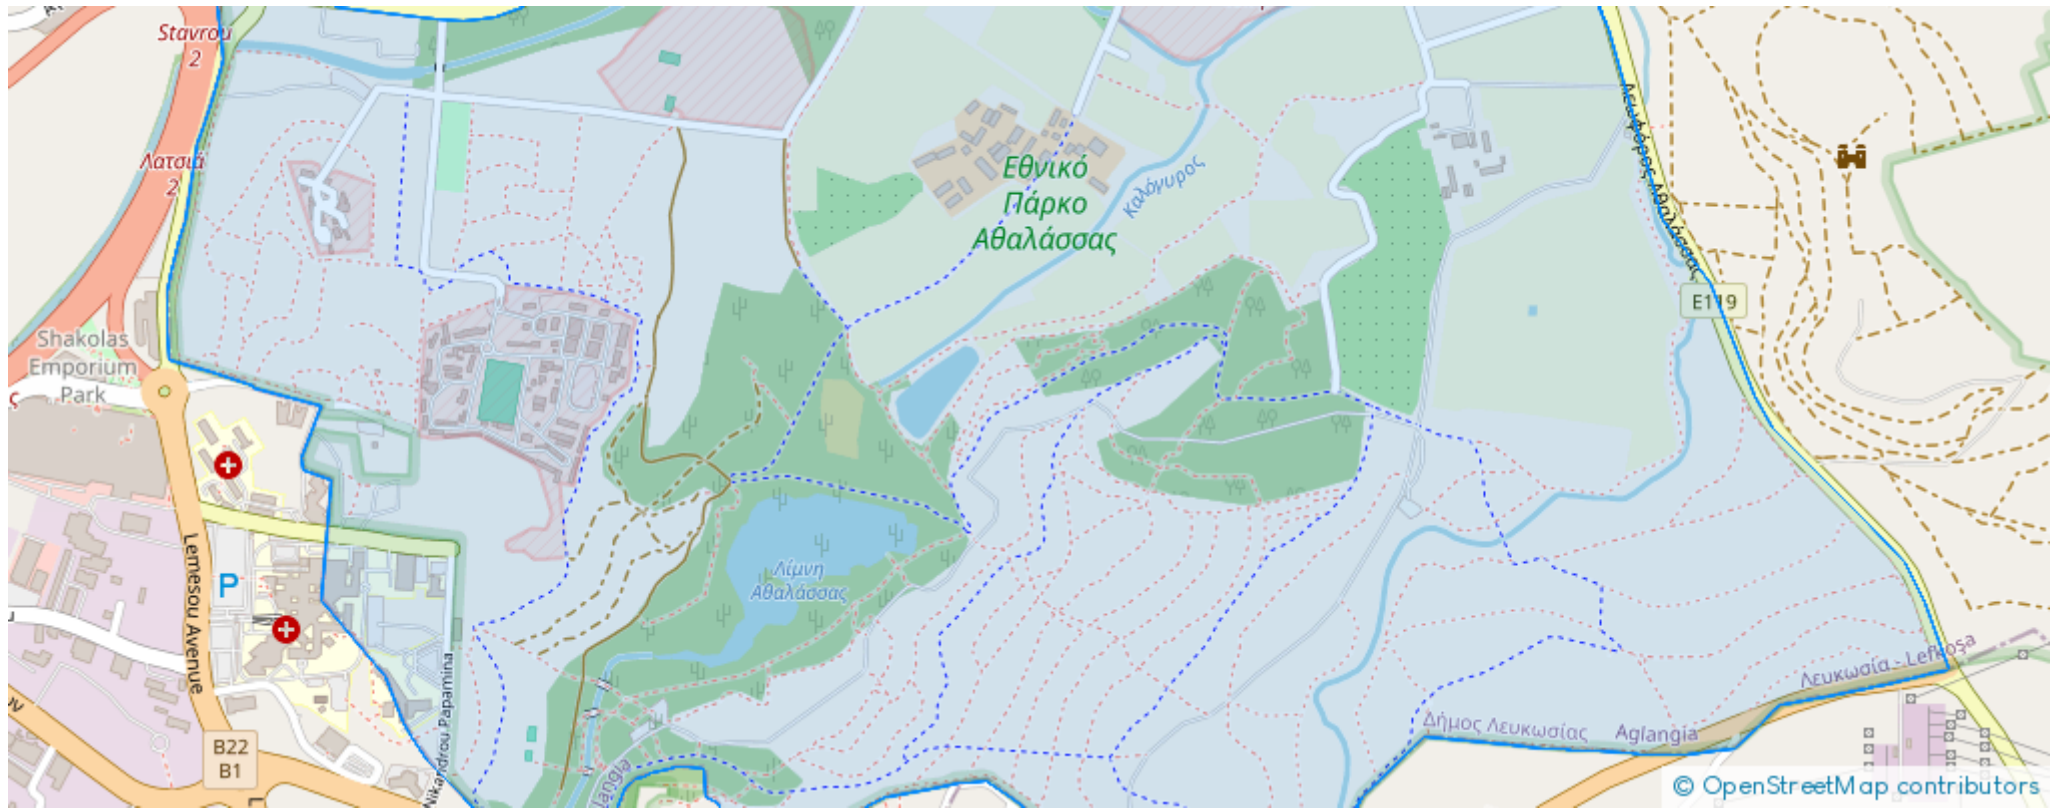 Stavrou
2
Λατσιά
2
Shakolas
Emporium
Park
Εθνικό
Πάρκο
Αθαλάσσας
Καλόγυρος
Λεωφόρος Αθαλάσσας
E119
Λίμνη
Αθαλάσσας
P
Lemesou Avenue
Nikandrou Papamina
B22
B1
Λευκωσία - Lefkoşa
Δήμος Λευκωσίας
Aglangia
© OpenStreetMap contributors